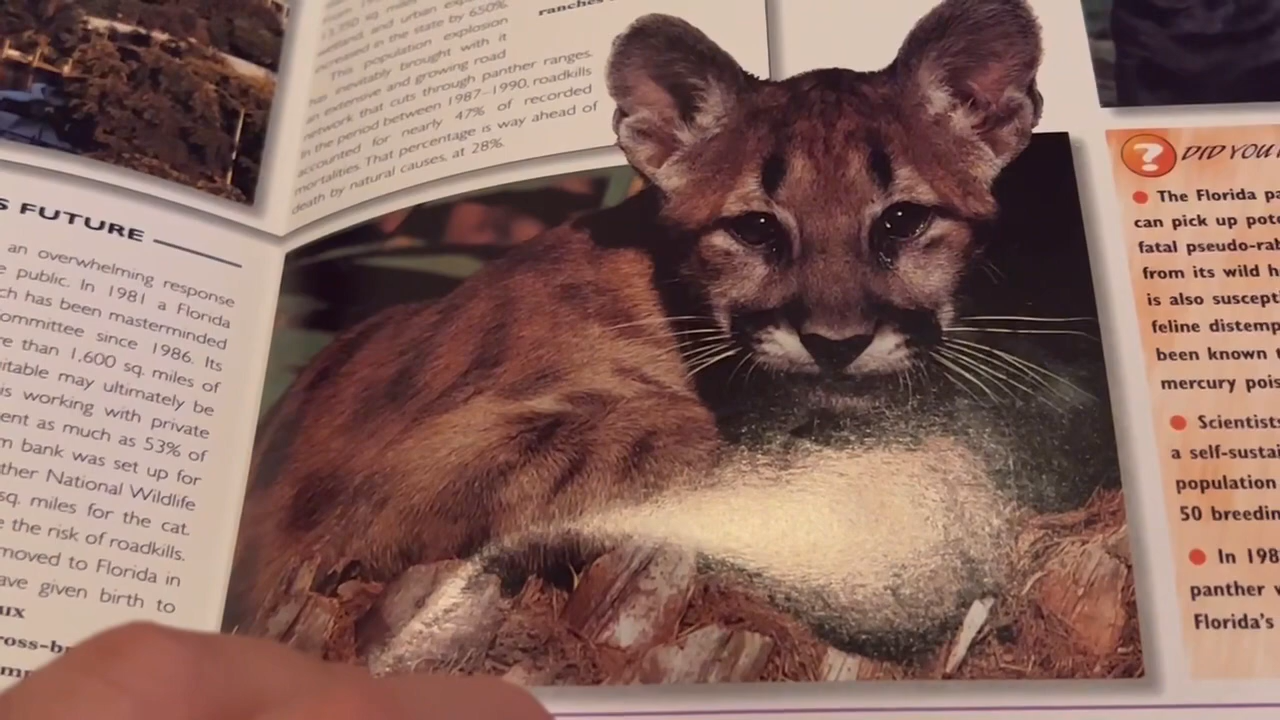 sq. miles
wetland, and urban
increased in the state by 650%.
This population explosion
has inevitably brought with it
an extensive and growing road
network that cuts through panther ranges.
In the period between 1987–1990, roadkills
accounted for nearly 47% of recorded
mortalities. That percentage is way ahead of
death by natural causes, at 28%.
ranches
S FUTURE
an overwhelming response
public. In 1981 a Florida
ch has been masterminded
ommittee since 1986. Its
re than 1,600 sq. miles of
uitable may ultimately be
is working with private
ent as much as 53% of
m bank was set up for
ther National Wildlife
sq. miles for the cat.
e the risk of roadkills.
moved to Florida in
ave given birth to
ux
ross-br
? DID YOU
• The Florida pa
can pick up pote
fatal pseudo-rab
from its wild h
is also suscepti
feline distemp
been known
mercury pois
• Scientists
a self-sustai
population
50 breedin
• In 198
panther
Florida's